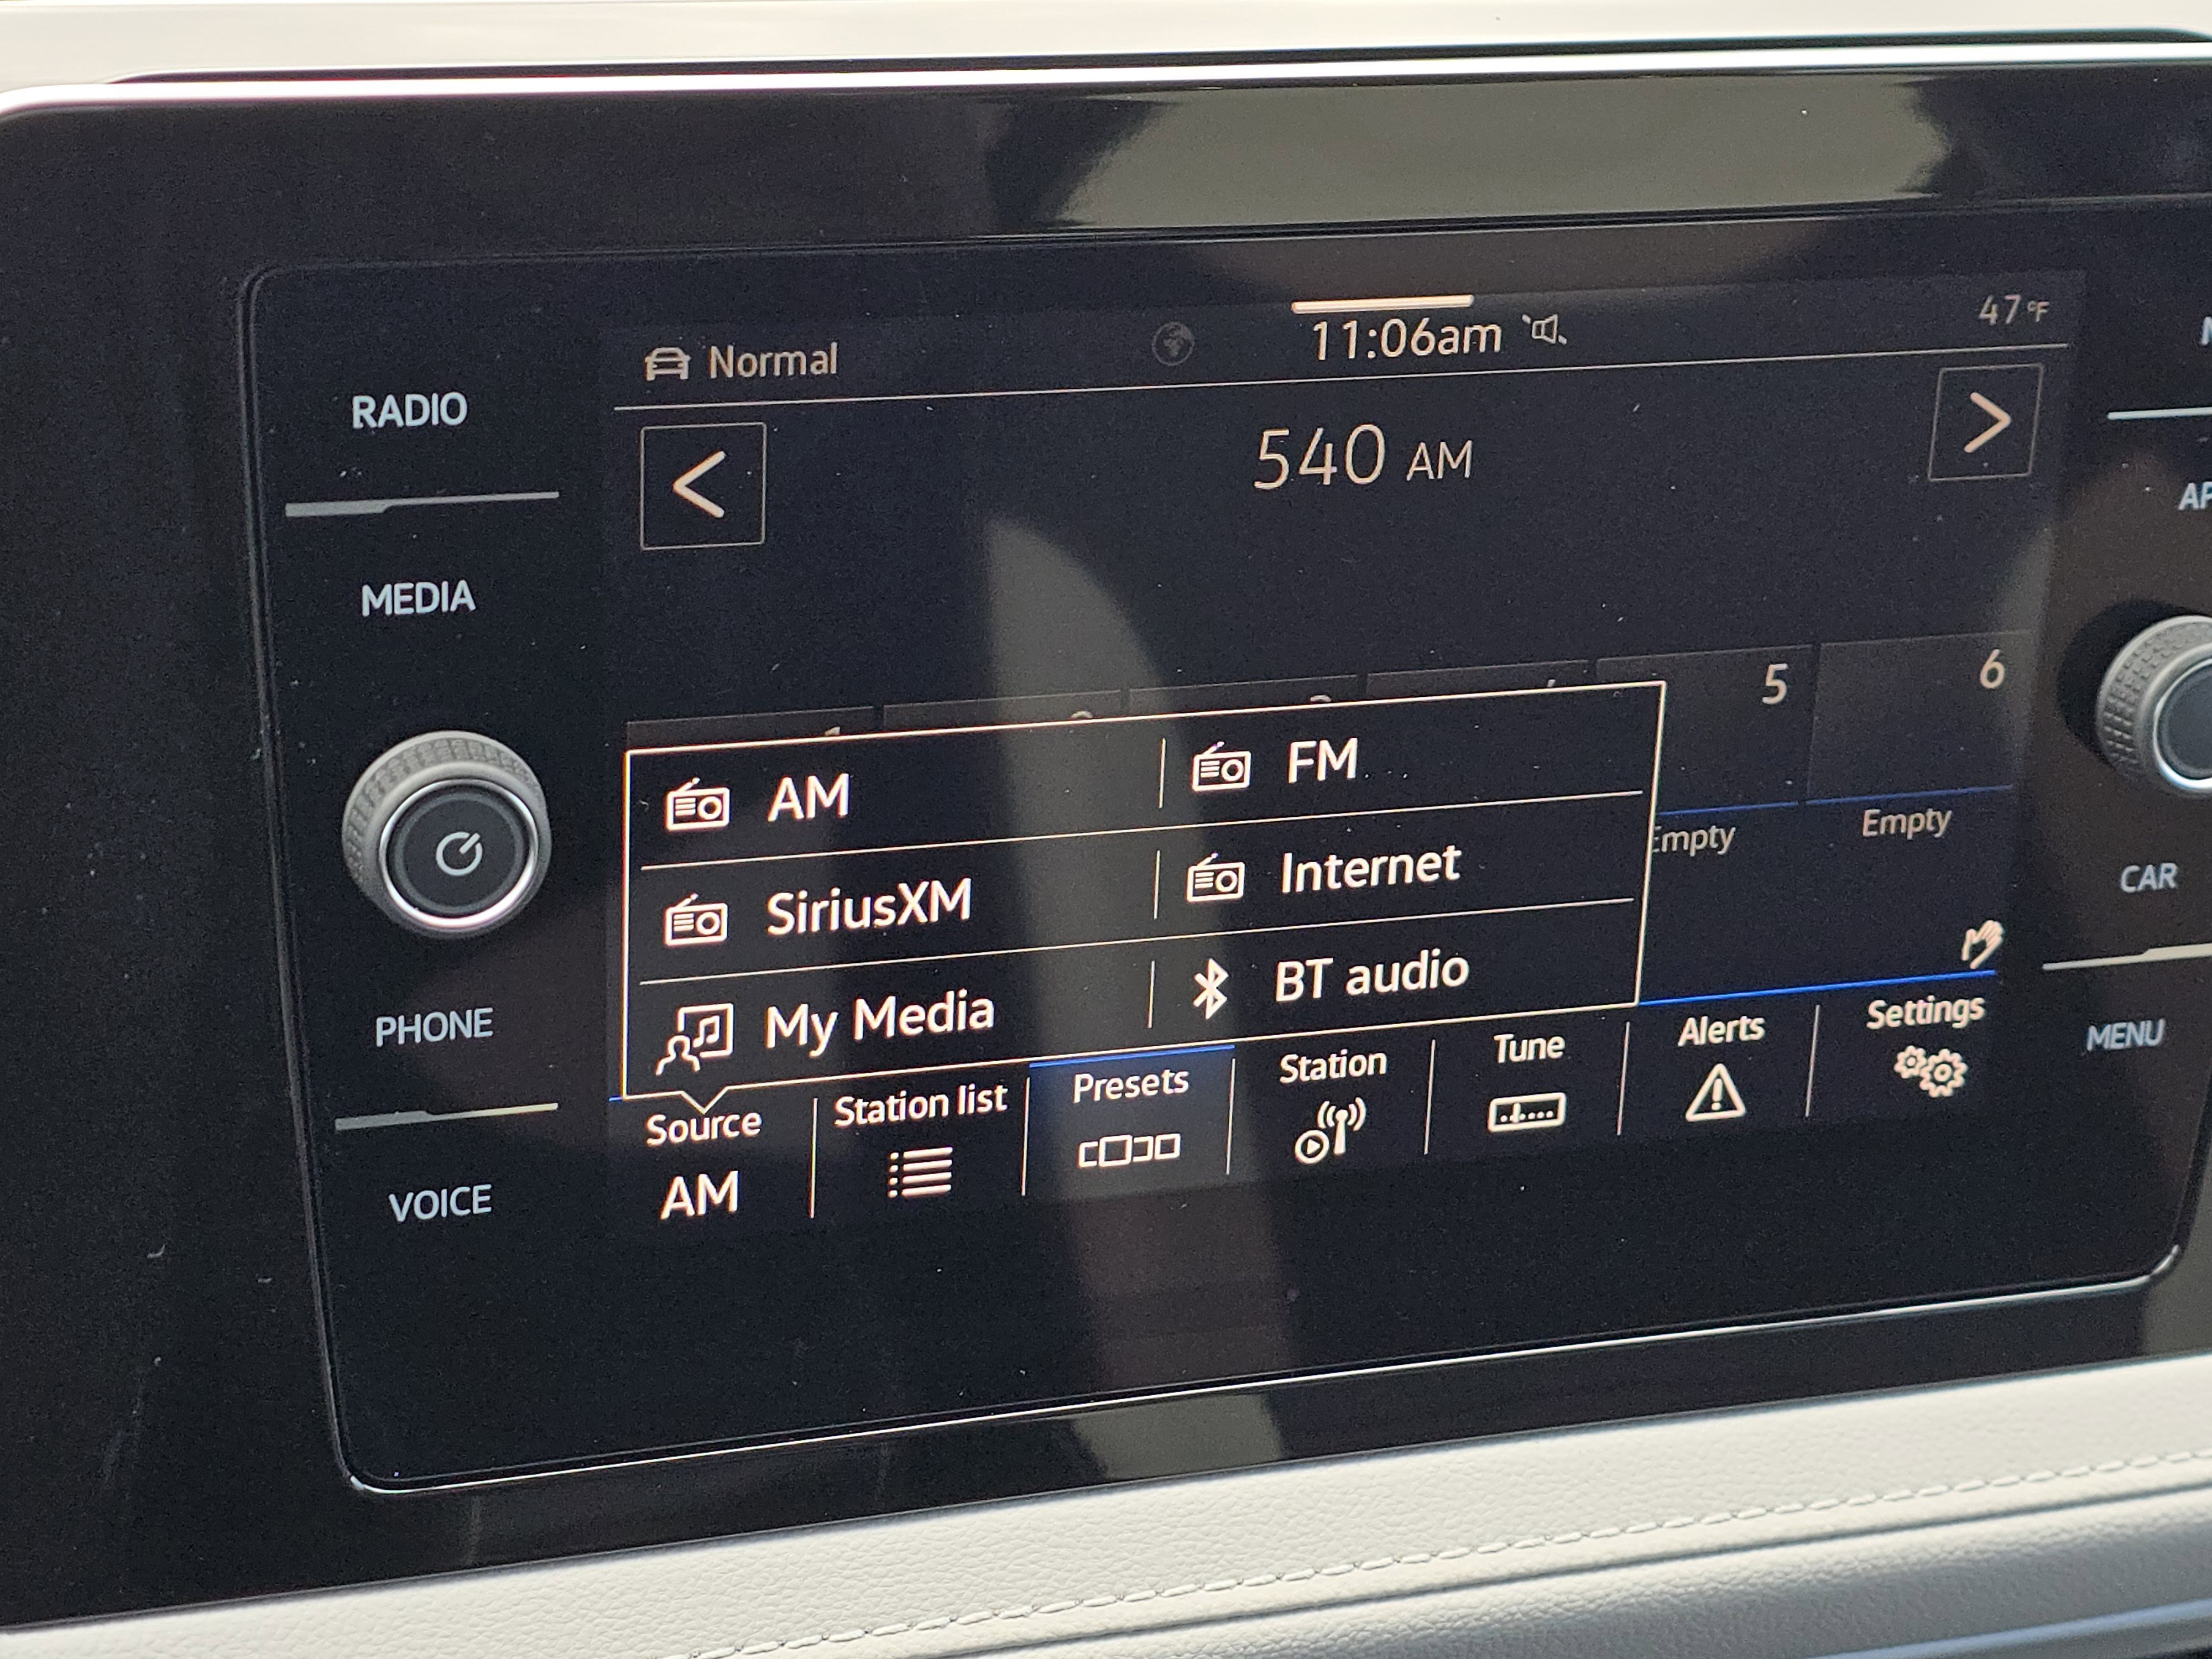 Normal
11:06am
47°F
RADIO
540 AM
MEDIA
5
6
AM
FM
Empty
SiriusXM
Internet
CAR
My Media
BT audio
PHONE
MENU
Source
Station list
Presets
Station
Tune
Alerts
Settings
AM
VOICE